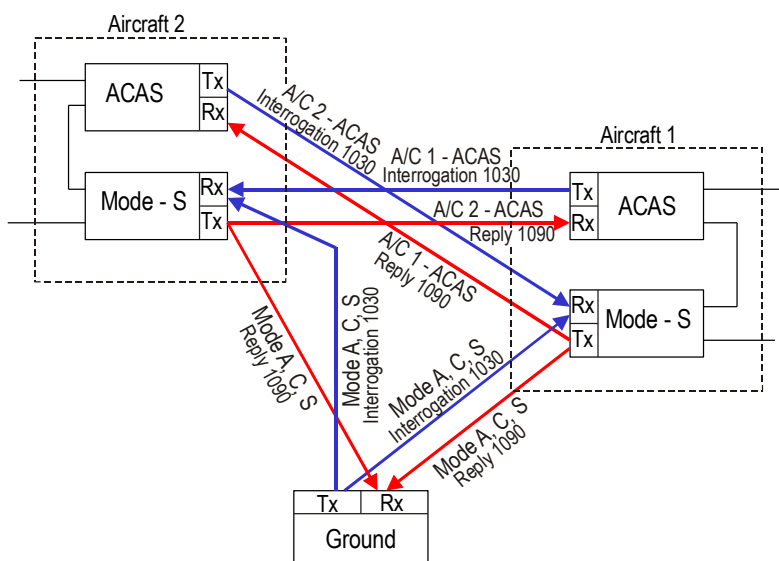 Aircraft 2
ACAS
Tx
Rx
Mode - S
Rx
Tx
A/C 2 - ACAS
Interrogation 1030
Aircraft 1
A/C 1 - ACAS
Interrogation 1030
Tx
Rx
ACAS
A/C 2 - ACAS
Reply 1090
A/C 1 - ACAS
Reply 1090
Rx
Tx
Mode - S
Mode A, C, S
Reply 1090
Mode A, C, S
Interrogation 1030
Mode A, C, S
Interrogation 1030
Mode A, C, S
Reply 1090
Tx
Rx
Ground